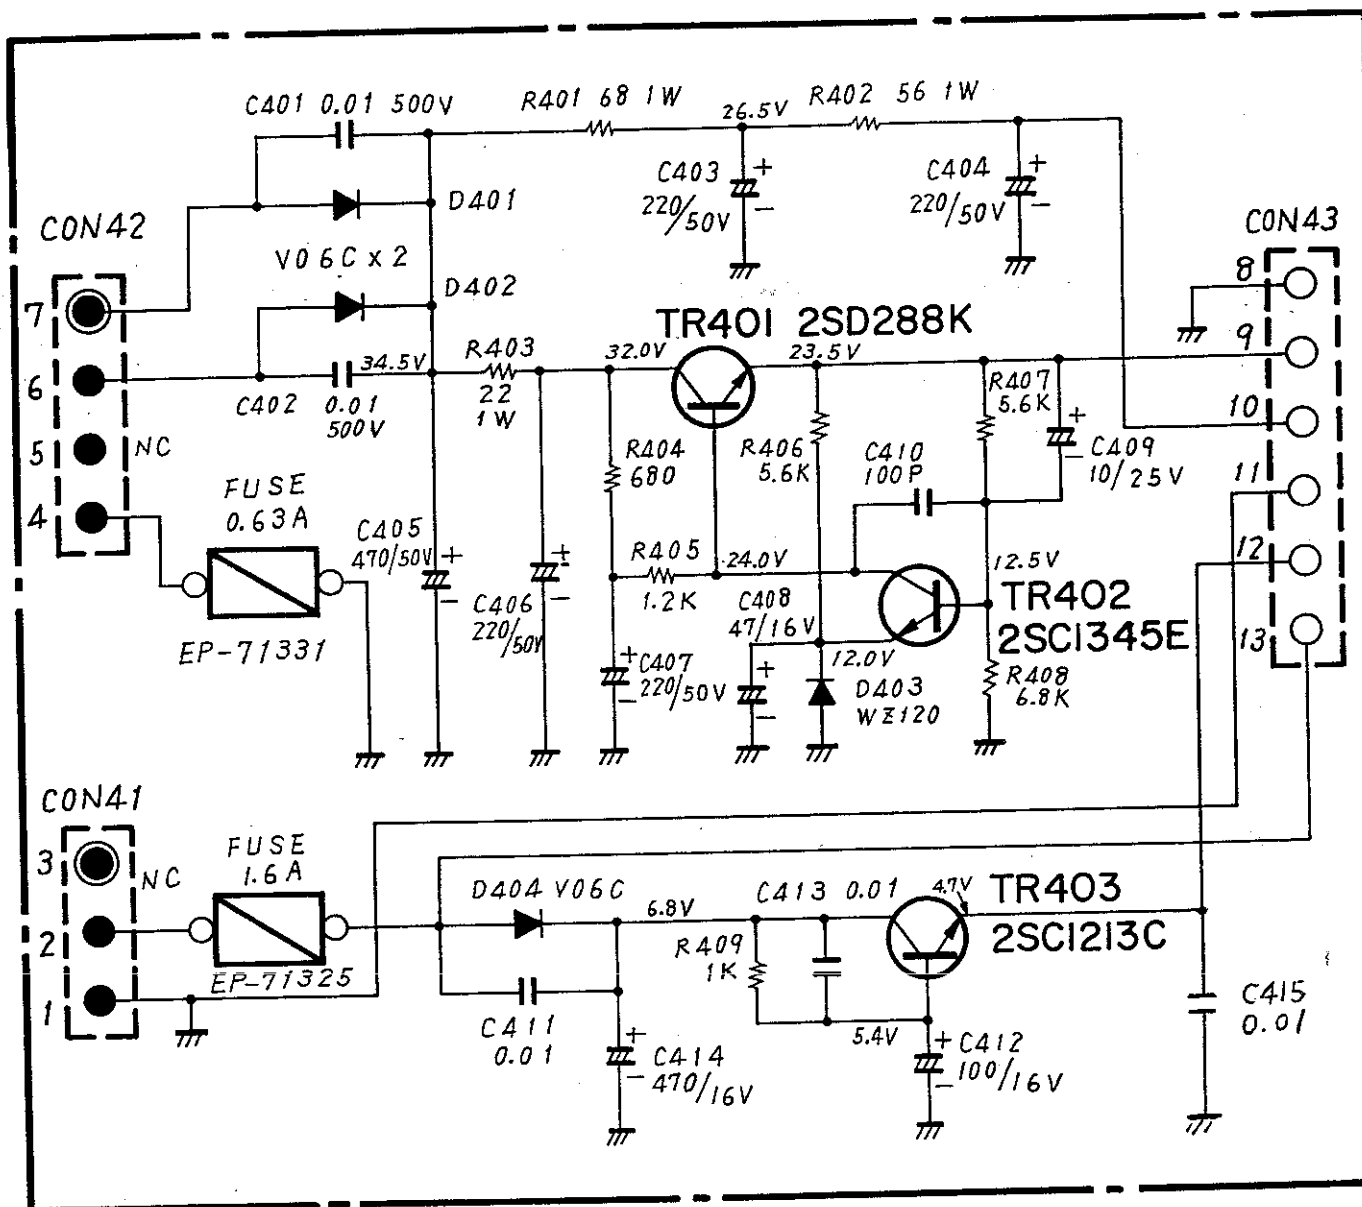 C401 0.01 500V
R401 68 1W
26.5V
R402 56 1W
C403
220/50V
+
-
C404
220/50V
+
-
CON42
D401
V06C x 2
D402
7
6
5
4
NC
CON43
8
9
10
11
12
13
TR401 2SD288K
34.5V
R403
22
1W
32.0V
23.5V
C402
0.01
500V
R404
680
R406
5.6K
C410
100P
R407
5.6K
+
-
C409
10/25V
FUSE
0.63A
EP-71331
C405
470/50V
+
-
C406
220/50V
+
-
R405
1.2K
24.0V
C408
47/16V
+
-
12.5V
TR402
2SC1345E
C407
220/50V
+
-
12.0V
D403
WZ120
R408
6.8K
CON41
3
2
1
NC
FUSE
1.6A
EP-71325
D404 V06C
6.8V
C413 0.01
4.7V
TR403
2SC1213C
R409
1K
C411
0.01
+
-
C414
470/16V
5.4V
+
-
C412
100/16V
C415
0.01